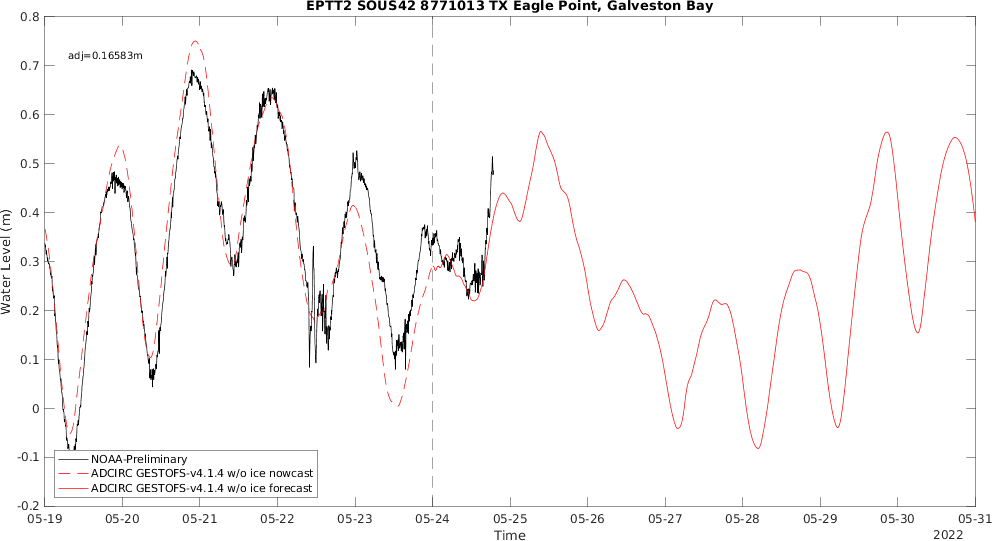 EPTT2 SOUS42 8771013 TX Eagle Point, Galveston Bay
0.8
adj=0.16583m
0.7
0.6
0.5
0.4
0.3
0.2
0.1
0
-0.1
-0.2
Water Level (m)
NOAA-Preliminary
ADCIRC GESTOFS-v4.1.4 w/o ice nowcast
ADCIRC GESTOFS-v4.1.4 w/o ice forecast
05-19 05-20 05-21 05-22 05-23 05-24 05-25 05-26 05-27 05-28 05-29 05-30 05-31
Time
2022